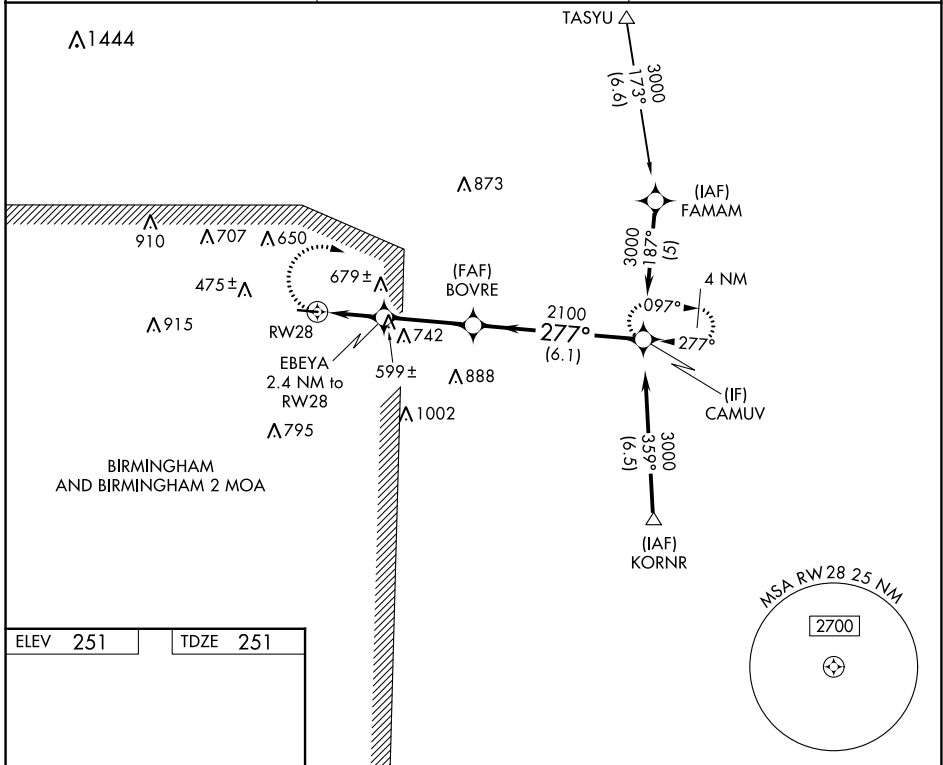 TASYU
1444
3000
173°
(6.6)
873
(IAF)
FAMAM
910
707
650
(5)
187°
3000
4 NM
475±
679±
(FAF)
BOVRE
2100
277°
(6.1)
097°
277°
915
RW28
742
EBEYA
2.4 NM to
RW28
599±
888
(IF)
CAMUV
1002
795
3000
359°
(6.5)
BIRMINGHAM
AND BIRMINGHAM 2 MOA
(IAF)
KORNR
MSA RW28 25 NM
2700
ELEV 251
TDZE 251